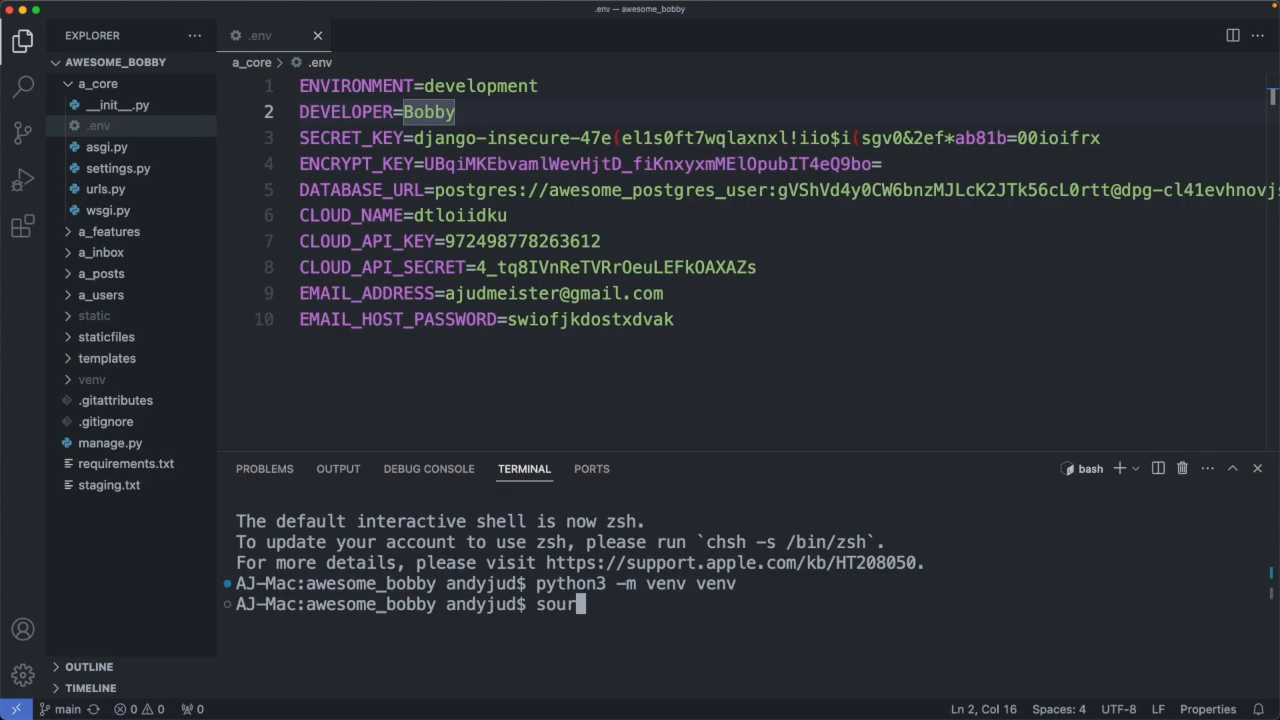 .env — awesome_bobby
EXPLORER
.env
AWESOME_BOBBY
a_core
__init__.py
.env
asgi.py
settings.py
urls.py
wsgi.py
a_features
a_inbox
a_posts
a_users
static
staticfiles
templates
venv
.gitattributes
.gitignore
manage.py
requirements.txt
staging.txt
OUTLINE
TIMELINE
a_core > .env
1 ENVIRONMENT=development
2 DEVELOPER=Bobby
3 SECRET_KEY=django-insecure-47e(el1s0ft7wqlaxnxl!iio$i(sgv0&2ef*ab81b=00ioifrx
4 ENCRYPT_KEY=UBqiMKEbvamlWevHjtD_fiKnxyxmMElOpubIT4eQ9bo=
5 DATABASE_URL=postgres://awesome_postgres_user:gVShVd4y0CW6bnzMJLcK2JTk56cL0rtt@dpg-cl41evhnovjs
6 CLOUD_NAME=dtloiidku
7 CLOUD_API_KEY=972498778263612
8 CLOUD_API_SECRET=4_tq8IVnReTVRrOeuLEFkOAXAZs
9 EMAIL_ADDRESS=ajudmeister@gmail.com
10 EMAIL_HOST_PASSWORD=swiofjkdostxdvak
PROBLEMS OUTPUT DEBUG CONSOLE TERMINAL PORTS
bash
The default interactive shell is now zsh.
To update your account to use zsh, please run `chsh -s /bin/zsh`.
For more details, please visit https://support.apple.com/kb/HT208050.
AJ-Mac:awesome_bobby andyjud$ python3 -m venv venv
AJ-Mac:awesome_bobby andyjud$ sour
main 0 0 0
Ln 2, Col 16 Spaces: 4 UTF-8 LF Properties